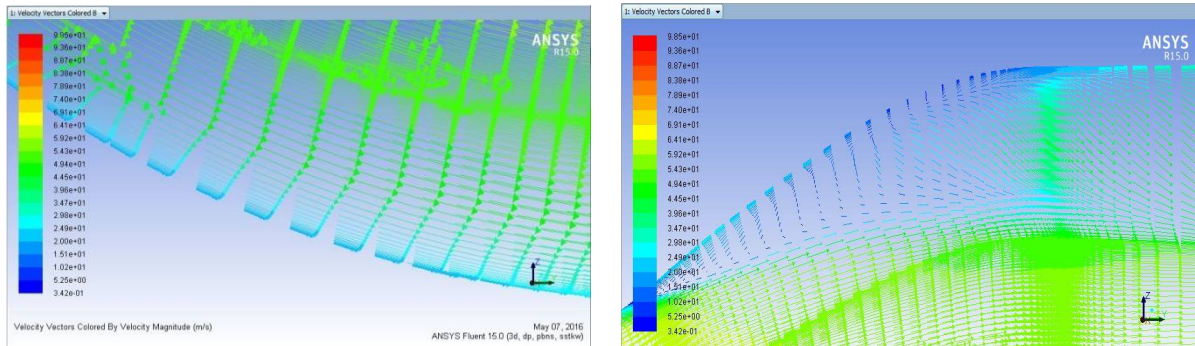 1: Velocity Vectors Colored B
ANSYS
R15.0
9.85e+01
9.36e+01
8.87e+01
8.38e+01
7.89e+01
7.40e+01
6.91e+01
6.41e+01
5.92e+01
5.43e+01
4.94e+01
4.45e+01
3.96e+01
3.47e+01
2.98e+01
2.49e+01
2.00e+01
1.51e+01
1.02e+01
5.25e+00
3.42e-01
Z
Velocity Vectors Colored By Velocity Magnitude (m/s)
May 07, 2016
ANSYS Fluent 15.0 (3d, dp, pbns, sstkw)
1: Velocity Vectors Colored B
ANSYS
R15.0
9.85e+01
9.36e+01
8.87e+01
8.38e+01
7.89e+01
7.40e+01
6.91e+01
6.41e+01
5.92e+01
5.43e+01
4.94e+01
4.45e+01
3.96e+01
3.47e+01
2.98e+01
2.49e+01
2.00e+01
1.51e+01
1.02e+01
5.25e+00
3.42e-01
Z
Y